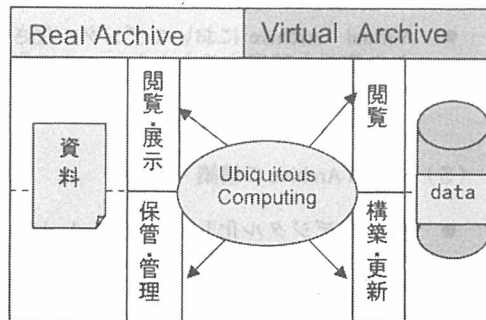 Real Archive
Virtual Archive
閲覧・展示
閲覧
資料
Ubiquitous
Computing
data
保管・管理
構築・更新